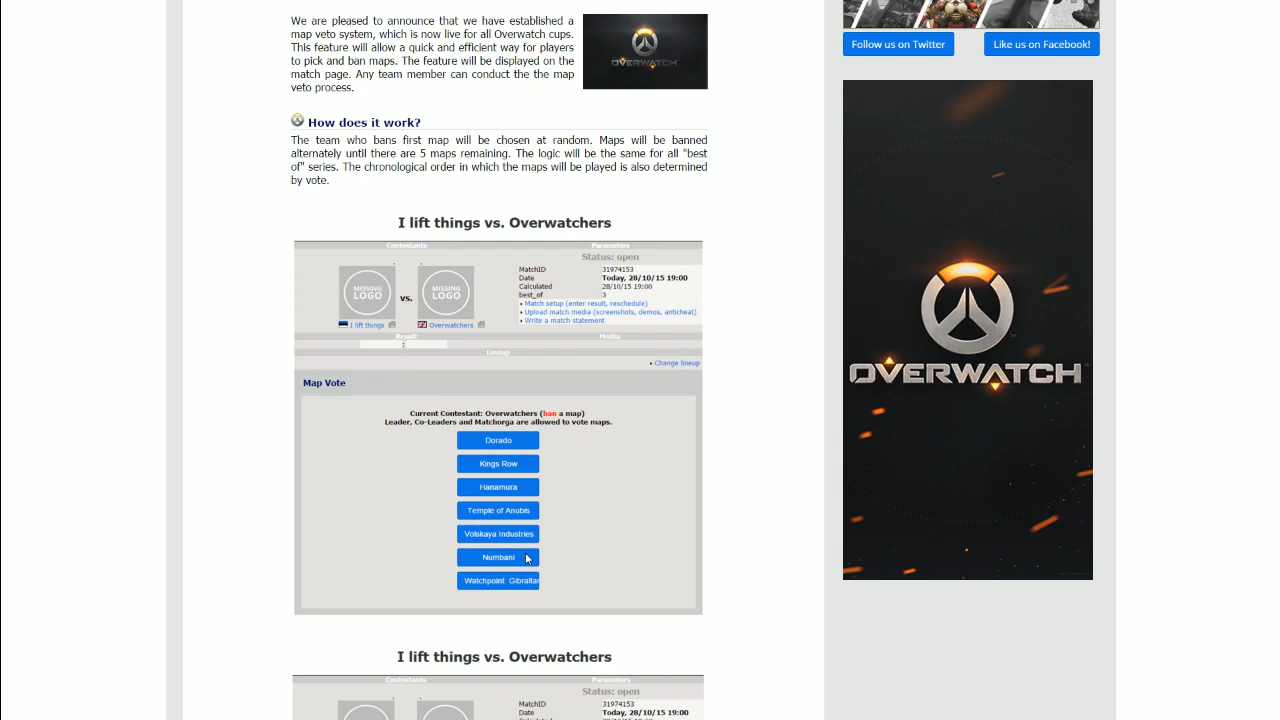 We are pleased to announce that we have established a
map veto system, which is now live for all Overwatch cups.
This feature will allow a quick and efficient way for players
to pick and ban maps. The feature will be displayed on the
match page. Any team member can conduct the the map
veto process.
OVERWATCH
Follow us on Twitter
Like us on Facebook!
How does it work?
The team who bans first map will be chosen at random. Maps will be banned
alternately until there are 5 maps remaining. The logic will be the same for all "best
of" series. The chronological order in which the maps will be played is also determined
by vote.
I lift things vs. Overwatchers
Contestants
Parameters
Status: open
MISSING
LOGO
vs.
MISSING
LOGO
I lift things
Overwatchers
MatchID 31974153
Date Today, 28/10/15 19:00
Calculated 28/10/15 19:00
best_of 3
Match setup (enter result, reschedule)
Upload match media (screenshots, demos, anticheat)
Write a match statement
Result
Media
:
Lineup
Change lineup
Map Vote
Current Contestant: Overwatchers (ban a map)
Leader, Co-Leaders and Matchorga are allowed to vote maps.
Dorado
Kings Row
Hanamura
Temple of Anubis
Volskaya Industries
Numbani
Watchpoint: Gibraltar
OVERWATCH
I lift things vs. Overwatchers
Contestants
Parameters
Status: open
MatchID 31974153
Date Today, 28/10/15 19:00